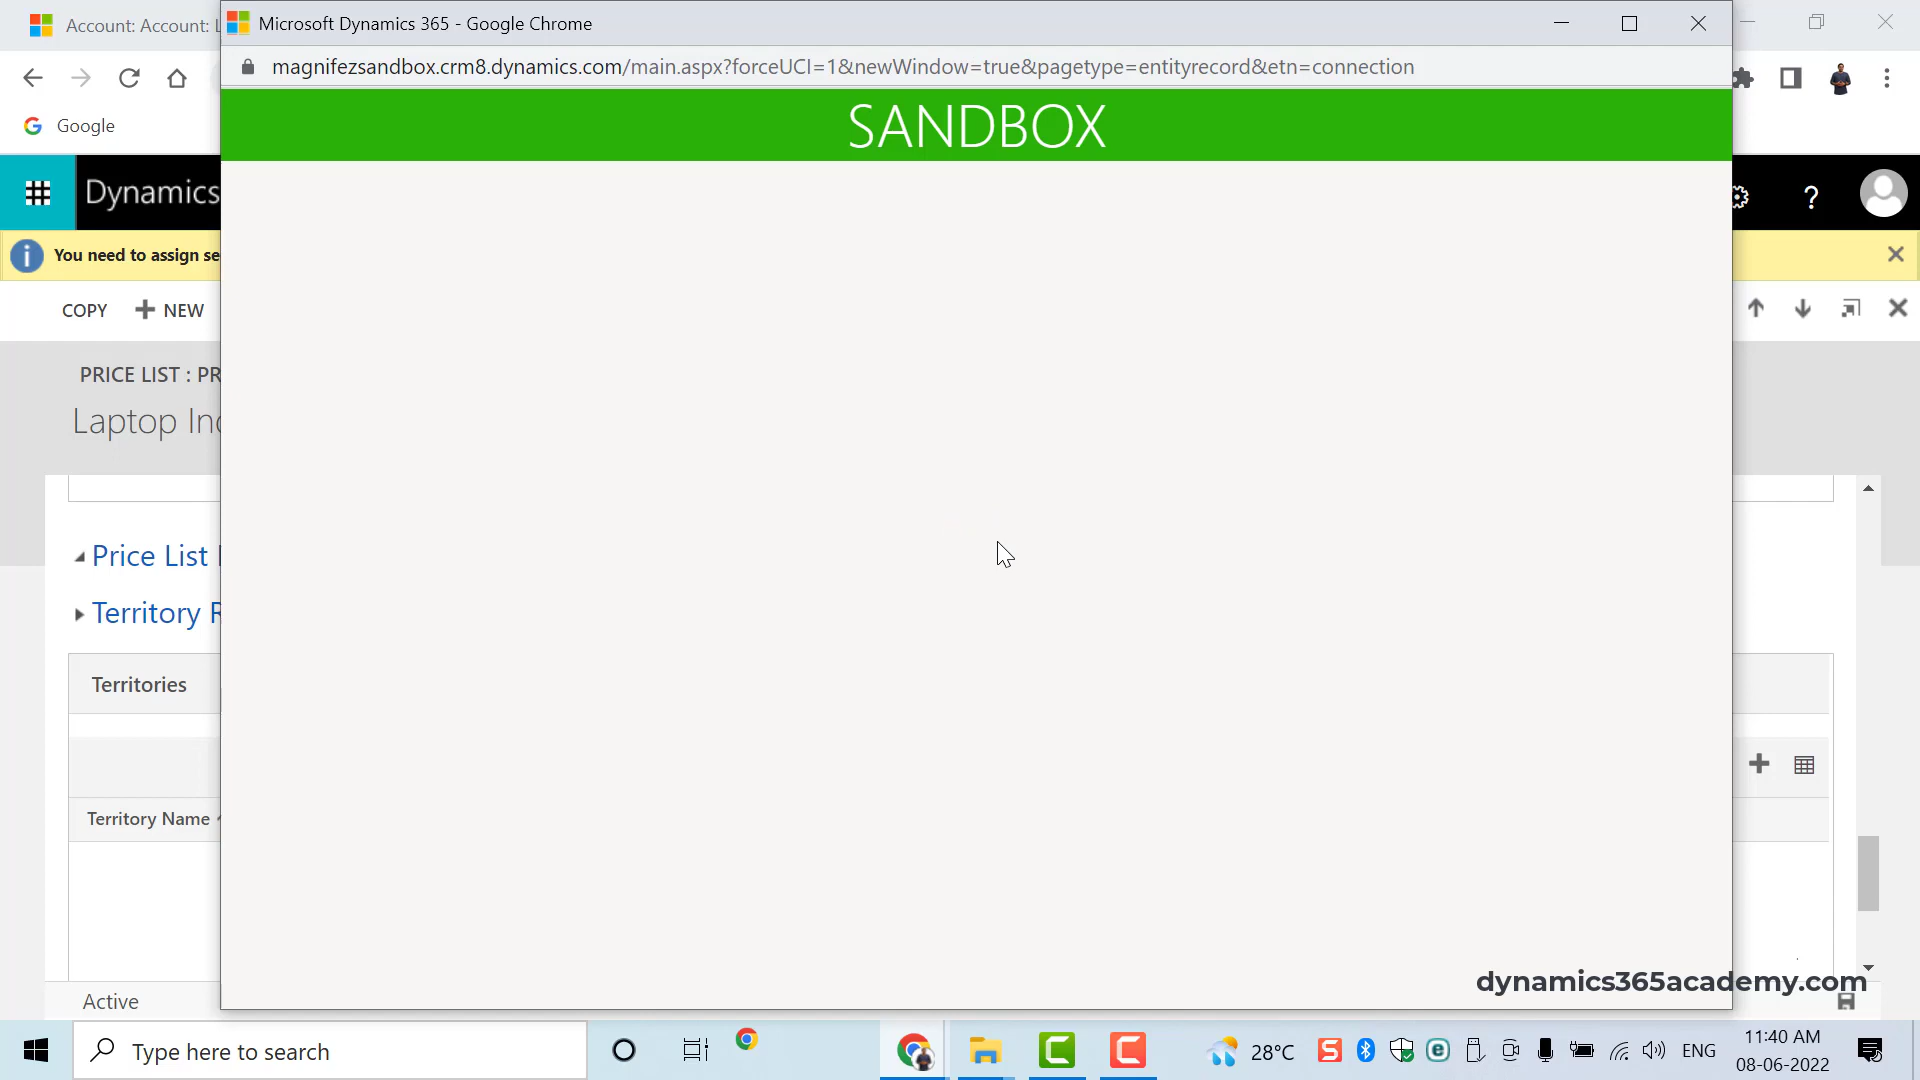 Account: Account: L
Microsoft Dynamics 365 - Google Chrome
magnifezsandbox.crm8.dynamics.com/main.aspx?forceUCI=1&newWindow=true&pagetype=entityrecord&etn=connection
Google
SANDBOX
Dynamics
?
You need to assign se
COPY
NEW
PRICE LIST : PR
Laptop Inc
Price List
Territory R
Territories
Territory Name
Active
dynamics365academy.com
Type here to search
28°C
ENG
11:40 AM
08-06-2022